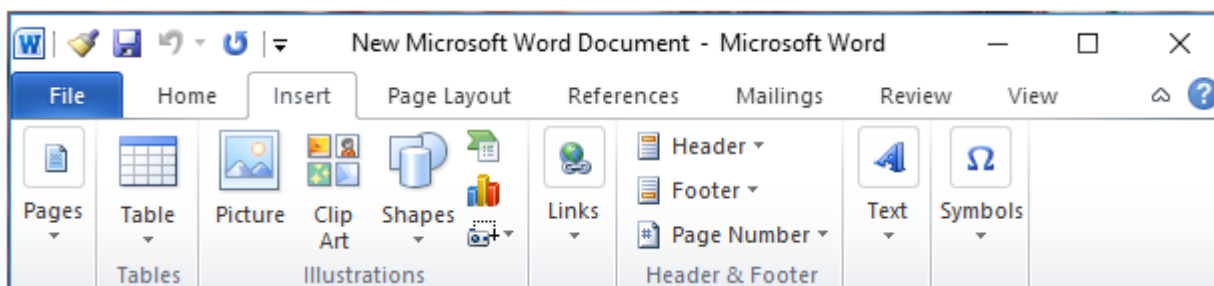 W New Microsoft Word Document - Microsoft Word
File Home Insert Page Layout References Mailings Review View ?
Pages Table Picture Clip Art Shapes Links Header Footer Page Number # Text Symbols Ω
Tables Illustrations Header & Footer